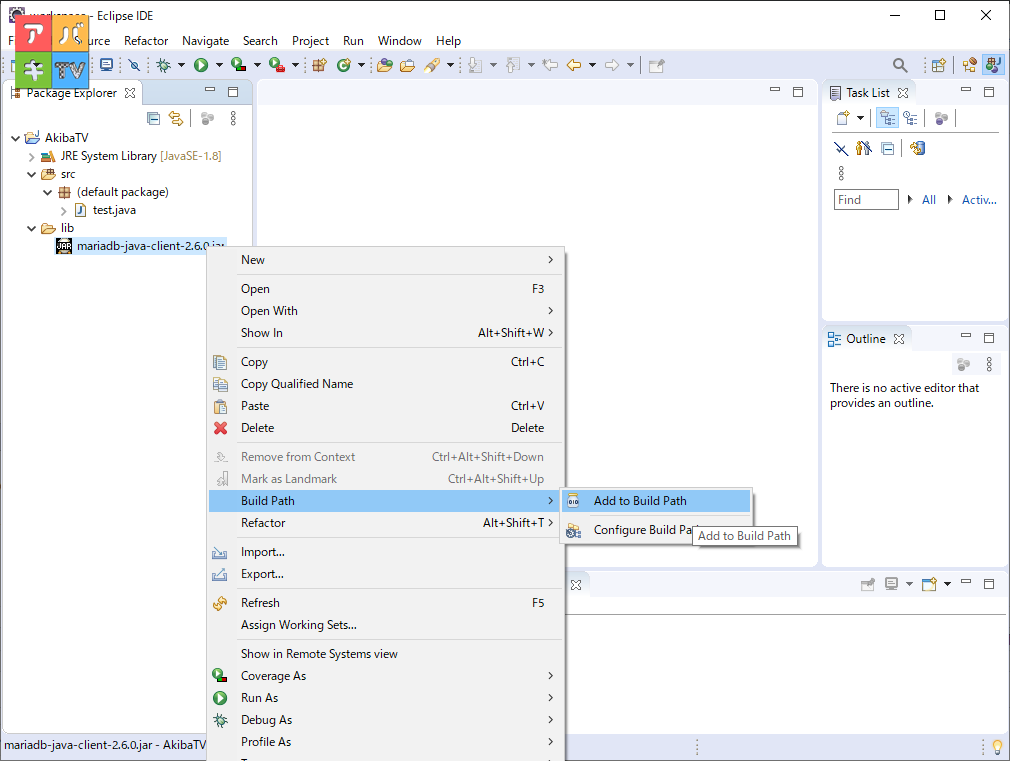 workspace - Eclipse IDE
Source Refactor Navigate Search Project Run Window Help
アバ
キTV
Package Explorer
AkibaTV
JRE System Library [JavaSE-1.8]
src
(default package)
test.java
lib
mariadb-java-client-2.6.0.jar
New
Open F3
Open With
Show In Alt+Shift+W
Copy Ctrl+C
Copy Qualified Name
Paste Ctrl+V
Delete Delete
Remove from Context Ctrl+Alt+Shift+Down
Mark as Landmark Ctrl+Alt+Shift+Up
Build Path
Refactor Alt+Shift+T
Import...
Export...
Refresh F5
Assign Working Sets...
Show in Remote Systems view
Coverage As
Run As
Debug As
Profile As
Add to Build Path
Configure Build Pa
Add to Build Path
Task List
Find All Activ...
Outline
There is no active editor that
provides an outline.
mariadb-java-client-2.6.0.jar - AkibaTV